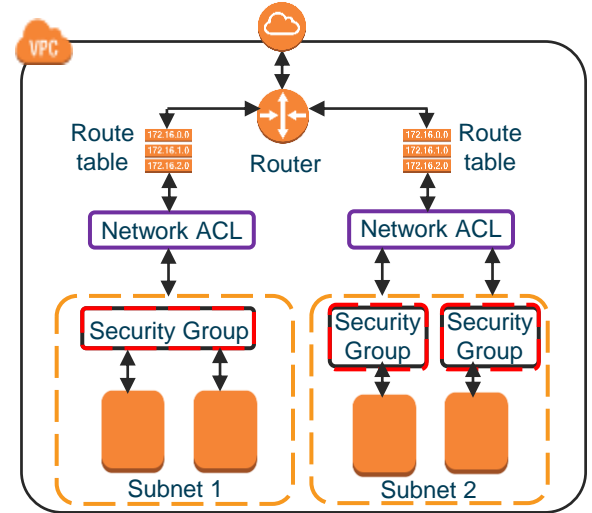 VPC
Route
table
172.16.0.0
172.16.1.0
172.16.2.0
Router
172.16.0.0
172.16.1.0
172.16.2.0
Route
table
Network ACL
Network ACL
Security Group
Security
Group
Security
Group
Subnet 1
Subnet 2